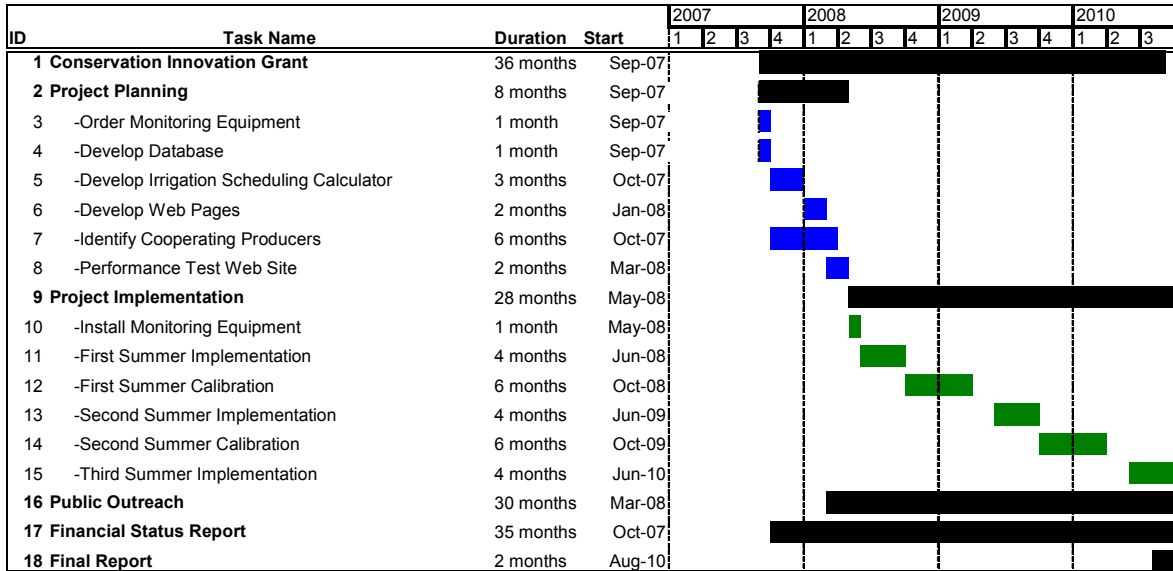 2007 2008 2009 2010
ID Task Name Duration Start 1 2 3 4 1 2 3 4 1 2 3 4 1 2 3
1 Conservation Innovation Grant 36 months Sep-07
2 Project Planning 8 months Sep-07
3 -Order Monitoring Equipment 1 month Sep-07
4 -Develop Database 1 month Sep-07
5 -Develop Irrigation Scheduling Calculator 3 months Oct-07
6 -Develop Web Pages 2 months Jan-08
7 -Identify Cooperating Producers 6 months Oct-07
8 -Performance Test Web Site 2 months Mar-08
9 Project Implementation 28 months May-08
10 -Install Monitoring Equipment 1 month May-08
11 -First Summer Implementation 4 months Jun-08
12 -First Summer Calibration 6 months Oct-08
13 -Second Summer Implementation 4 months Jun-09
14 -Second Summer Calibration 6 months Oct-09
15 -Third Summer Implementation 4 months Jun-10
16 Public Outreach 30 months Mar-08
17 Financial Status Report 35 months Oct-07
18 Final Report 2 months Aug-10